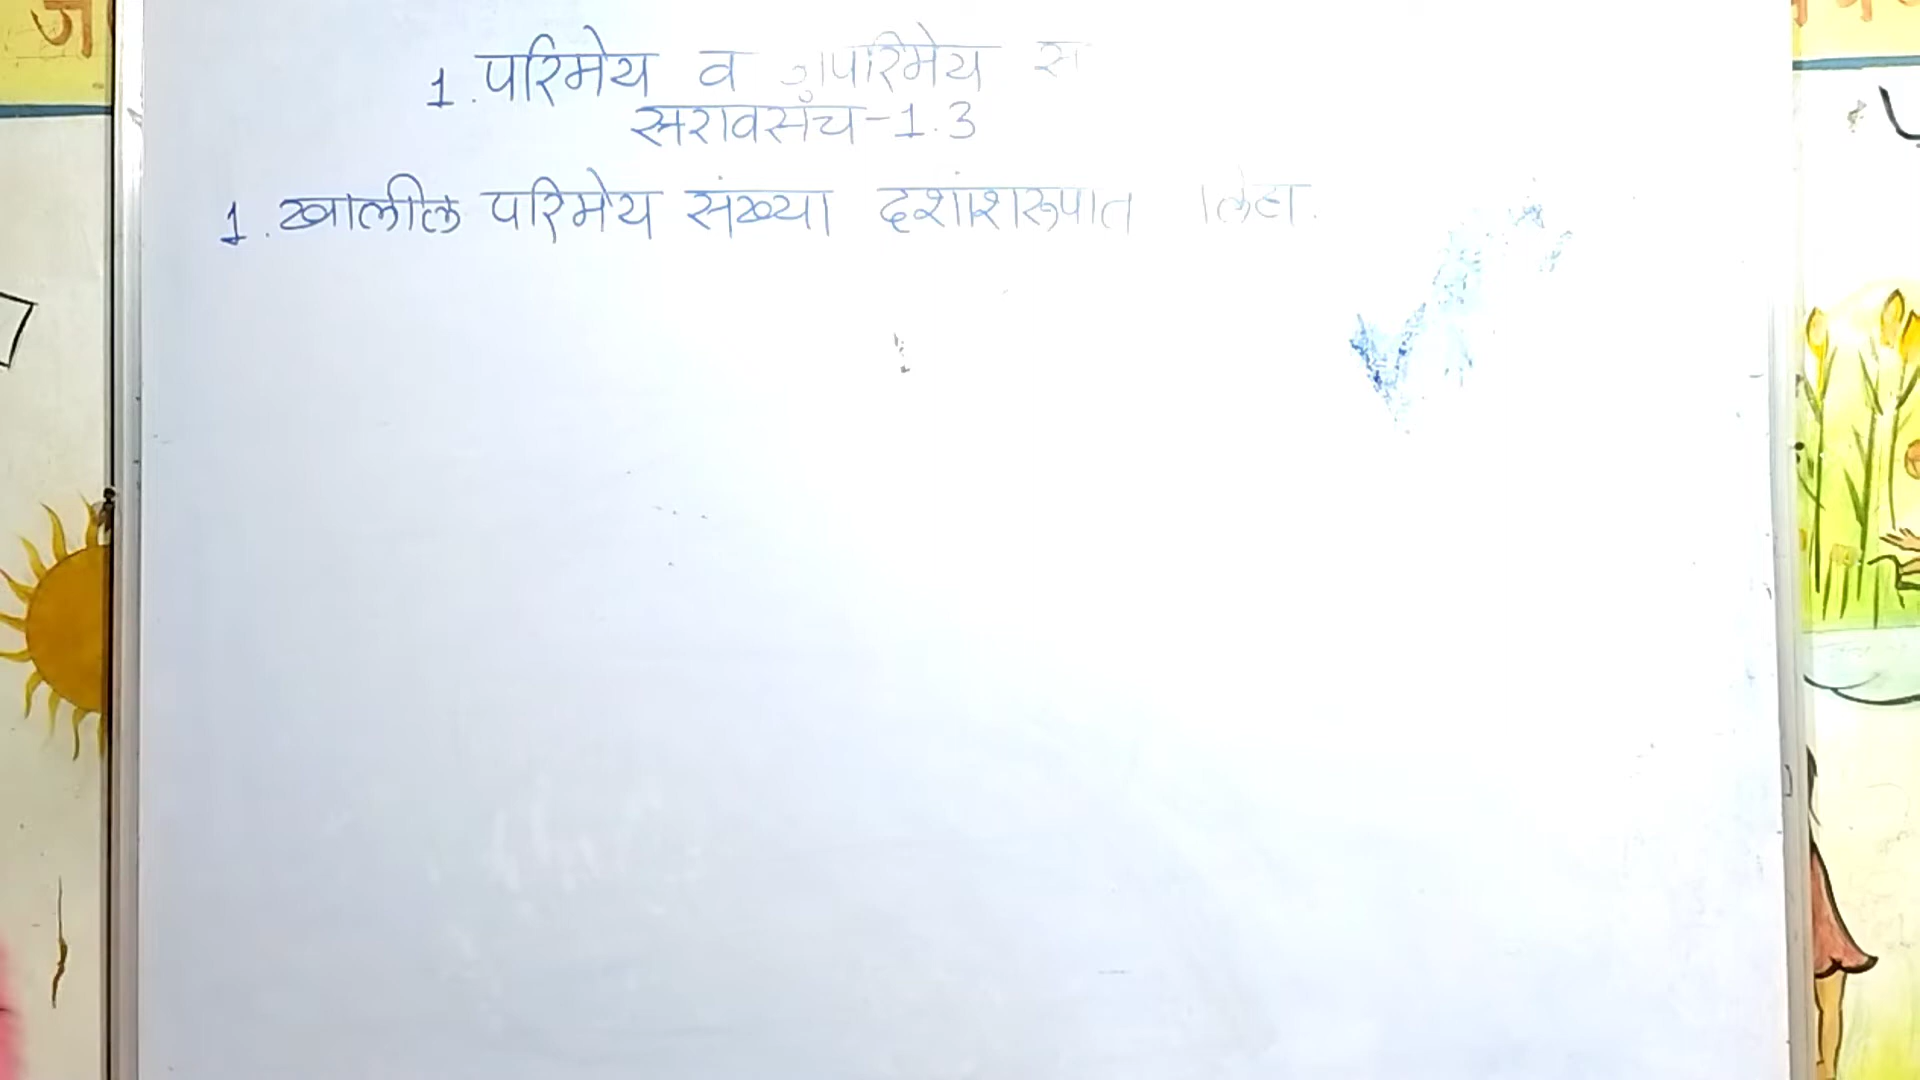 1. परिमेय व अपरिमेय
सरावसंच-1.3
1. खालील परिमेय संख्या दशांशरूपात लिहा.